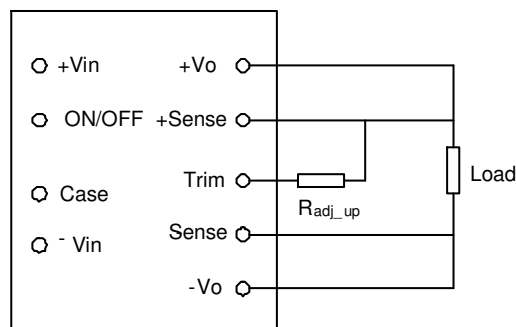 +Vin +Vo
ON/OFF +Sense
Trim
Case
R adj_up
Load
Sense
- Vin
-Vo